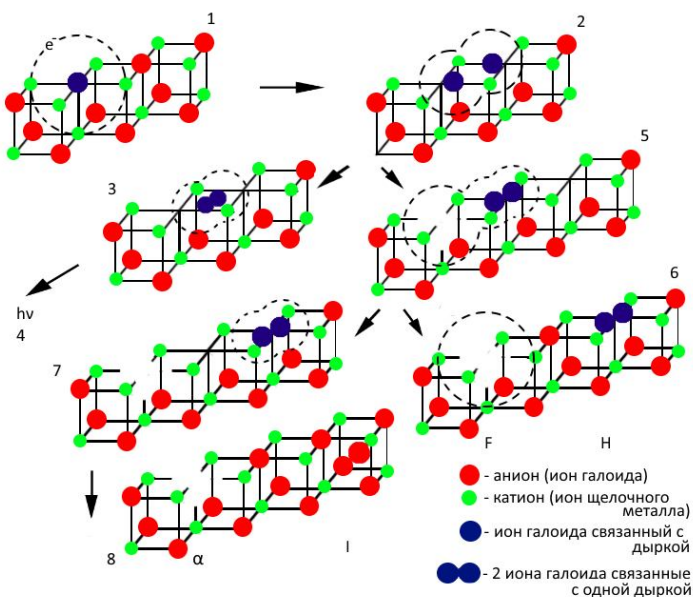 1
e-
2
3
5
hν
4
6
7
F
H
8
α
I
- анион (ион галоида)
- катион (ион щелочного
металла)
- ион галоида связанный с
дыркой
- 2 иона галоида связанные
с одной дыркой